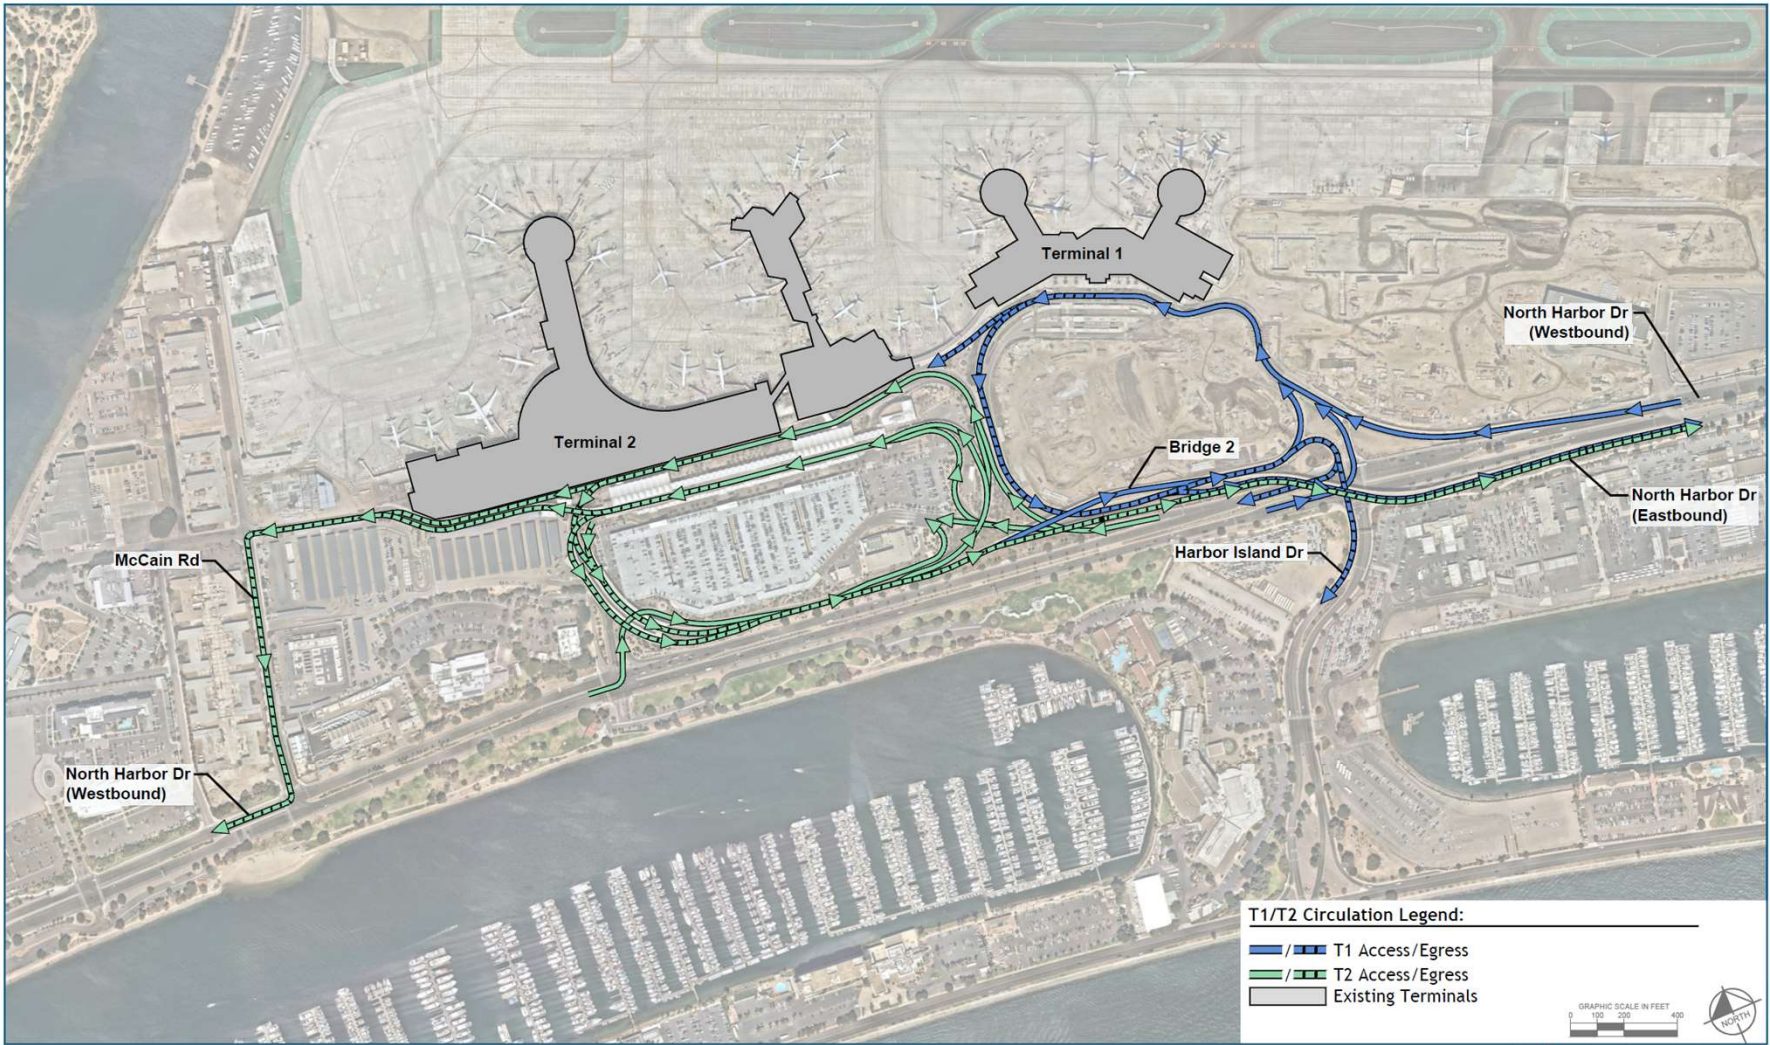 Terminal 1
North Harbor Dr
(Westbound)
Terminal 2
Bridge 2
North Harbor Dr
(Eastbound)
Harbor Island Dr
McCain Rd
North Harbor Dr
(Westbound)
T1/T2 Circulation Legend:
/ T1 Access/Egress
/ T2 Access/Egress
Existing Terminals
GRAPHIC SCALE IN FEET
0 100 200 400
NORTH